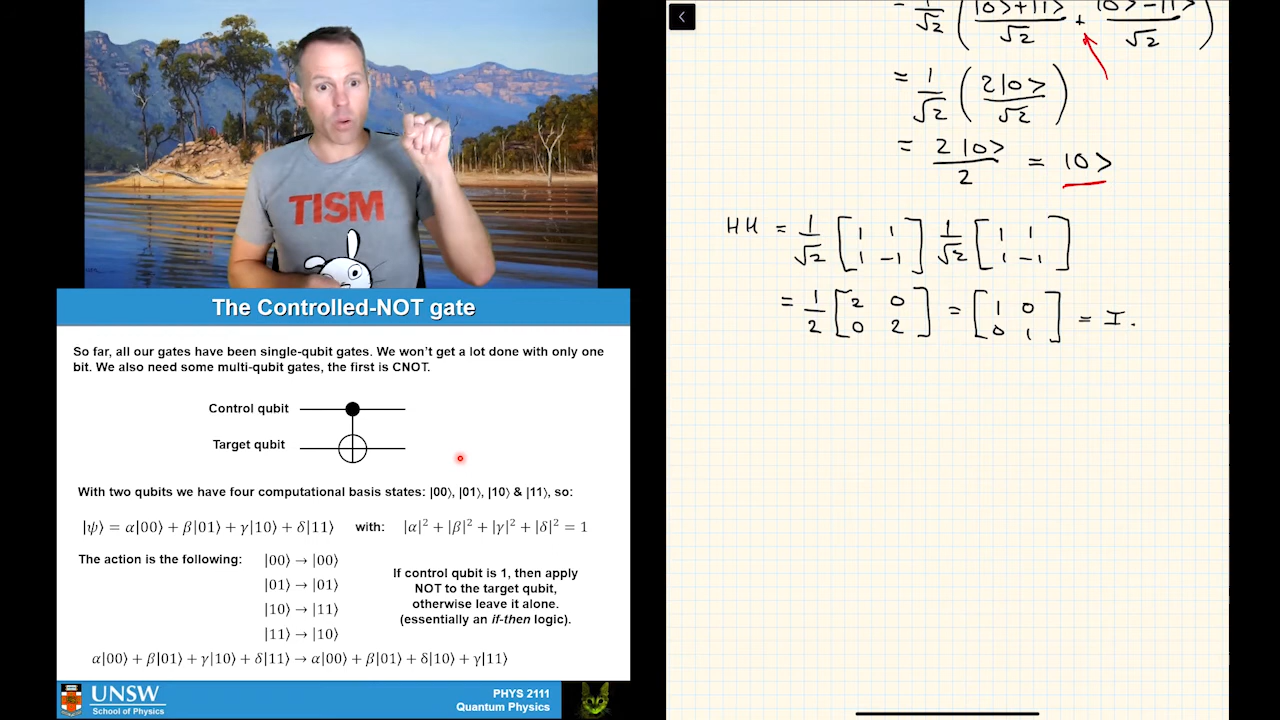 TISM
The Controlled-NOT gate
So far, all our gates have been single-qubit gates. We won't get a lot done with only one
bit. We also need some multi-qubit gates, the first is CNOT.
Control qubit
Target qubit
With two qubits we have four computational basis states: |00⟩, |01⟩, |10⟩ & |11⟩, so:
|ψ⟩ = α|00⟩ + β|01⟩ + γ|10⟩ + δ|11⟩ with: |α|² + |β|² + |γ|² + |δ|² = 1
The action is the following: |00⟩ → |00⟩
|01⟩ → |01⟩
|10⟩ → |11⟩
|11⟩ → |10⟩
If control qubit is 1, then apply
NOT to the target qubit,
otherwise leave it alone.
(essentially an if-then logic).
α|00⟩ + β|01⟩ + γ|10⟩ + δ|11⟩ → α|00⟩ + β|01⟩ + δ|10⟩ + γ|11⟩
UNSW
School of Physics
PHYS 2111
Quantum Physics
= 1/√2 ( |0> + |1> / √2 + |0> - |1> / √2 )
= 1/√2 ( 2|0> / √2 )
= 2|0> / 2 = |0>
HH = 1/√2 [ 1 1 ; 1 -1 ] 1/√2 [ 1 1 ; 1 -1 ]
= 1/2 [ 2 0 ; 0 2 ] = [ 1 0 ; 0 1 ] = I.